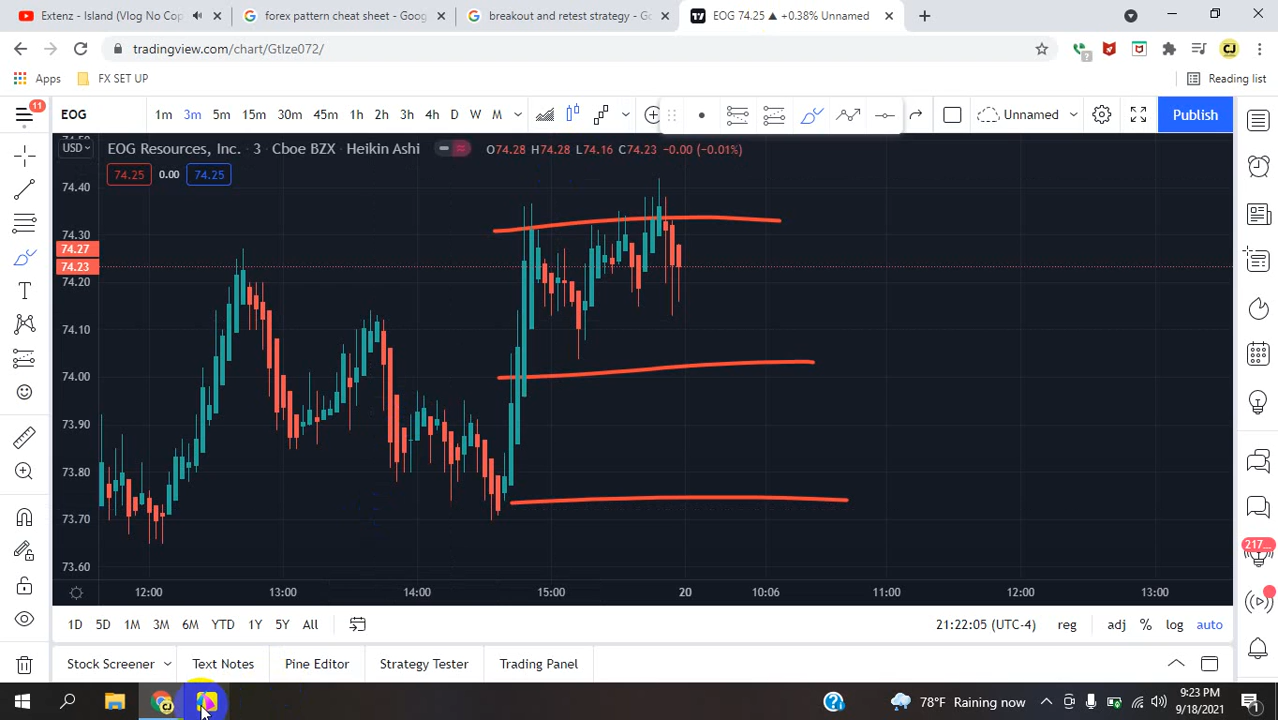 Extenz - Island (Vlog No Cop
forex pattern cheat sheet - Goog
breakout and retest strategy - Go
EOG 74.25 ▲ +0.38% Unnamed
tradingview.com/chart/GtIze072/
Apps
FX SET UP
Reading list
11
EOG
1m 3m 5m 15m 30m 45m 1h 2h 3h 4h D W M
Unnamed
Publish
USD
EOG Resources, Inc. · 3 · Cboe BZX · Heikin Ashi
O74.28 H74.28 L74.16 C74.23 −0.00 (−0.01%)
74.25 0.00 74.25
74.50
74.40
74.30
74.27
74.23
74.20
74.10
74.00
73.90
73.80
73.70
73.60
217...
12:00 13:00 14:00 15:00 20 10:06 11:00 12:00 13:00
1D 5D 1M 3M 6M YTD 1Y 5Y All
21:22:05 (UTC-4) reg adj % log auto
Stock Screener Text Notes Pine Editor Strategy Tester Trading Panel
78°F Raining now
9:23 PM
9/18/2021
1